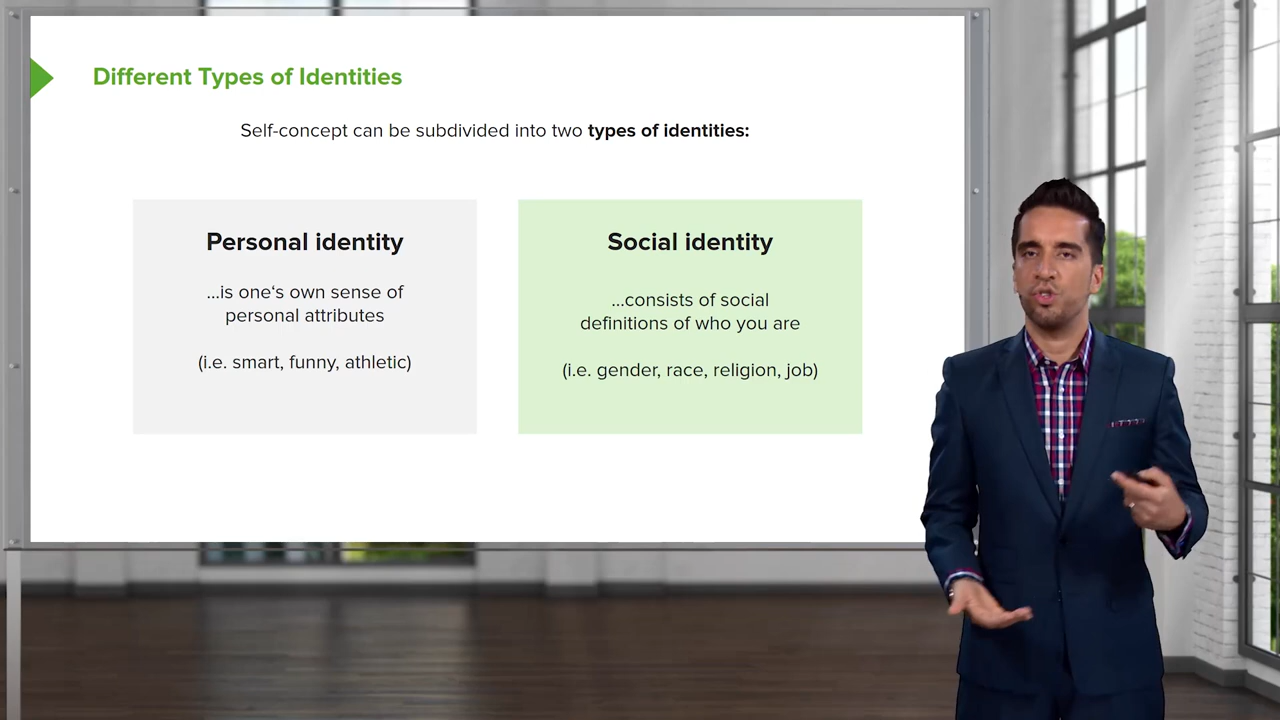 Different Types of Identities
Self-concept can be subdivided into two types of identities:
Personal identity
...is one‘s own sense of
personal attributes
(i.e. smart, funny, athletic)
Social identity
...consists of social
definitions of who you are
(i.e. gender, race, religion, job)